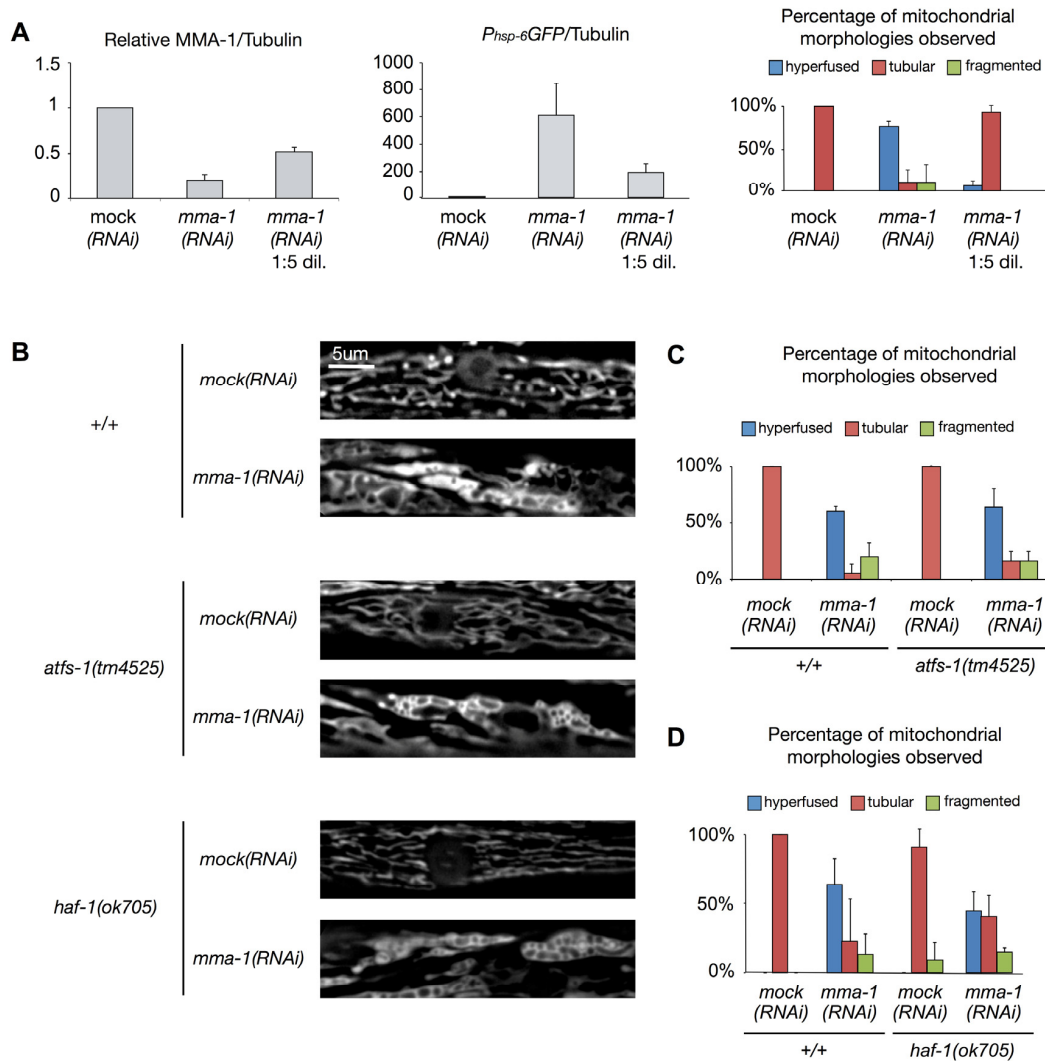 A
Relative MMA-1/Tubulin
1.5
1
0.5
0
mock
(RNAi)
mma-1
(RNAi)
mma-1
(RNAi)
1:5 dil.
Phsp-6GFP/Tubulin
1000
800
600
400
200
0
mock
(RNAi)
mma-1
(RNAi)
mma-1
(RNAi)
1:5 dil.
Percentage of mitochondrial
morphologies observed
hyperfused tubular fragmented
100%
50%
0%
mock
(RNAi)
mma-1
(RNAi)
mma-1
(RNAi)
1:5 dil.
B
+/+
mock(RNAi)
5um
mma-1(RNAi)
atfs-1(tm4525)
mock(RNAi)
mma-1(RNAi)
haf-1(ok705)
mock(RNAi)
mma-1(RNAi)
C
Percentage of mitochondrial
morphologies observed
hyperfused tubular fragmented
100%
50%
0%
mock
(RNAi)
mma-1
(RNAi)
mock
(RNAi)
mma-1
(RNAi)
+/+
atfs-1(tm4525)
D
Percentage of mitochondrial
morphologies observed
hyperfused tubular fragmented
100%
50%
0%
mock
(RNAi)
mma-1
(RNAi)
mock
(RNAi)
mma-1
(RNAi)
+/+
haf-1(ok705)